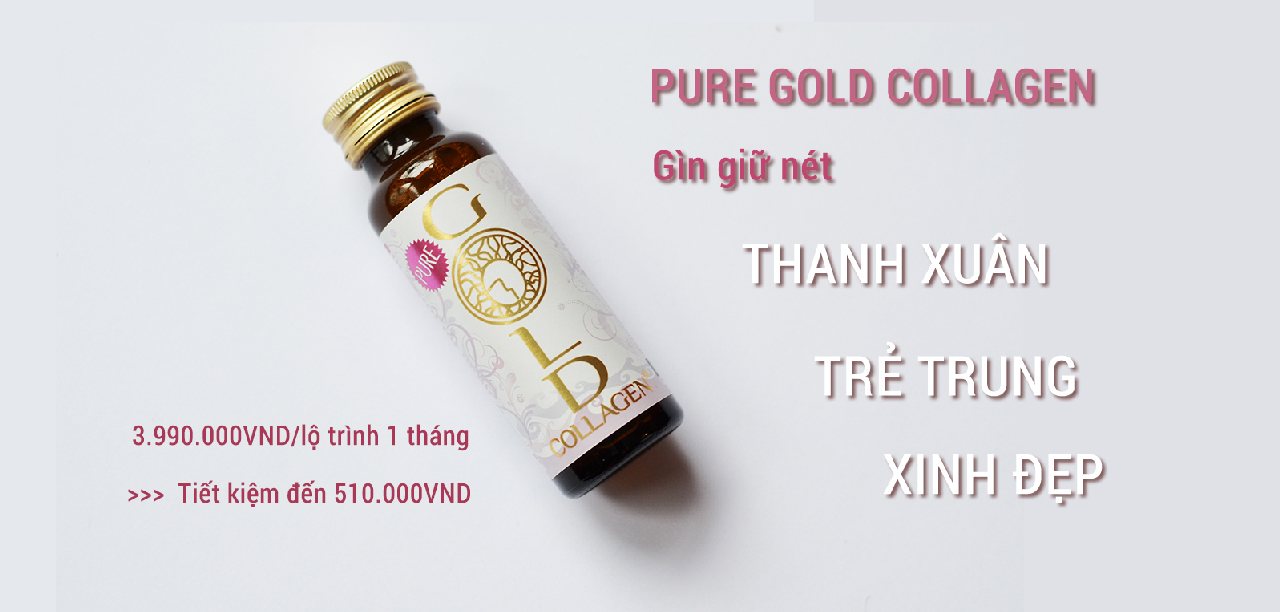 PURE GOLD COLLAGEN
Gìn giữ nét
THANH XUÂN
TRẺ TRUNG
XINH ĐẸP
3.990.000VND/lộ trình 1 tháng
>>> Tiết kiệm đến 510.000VND
PURE
GOLD
COLLAGEN